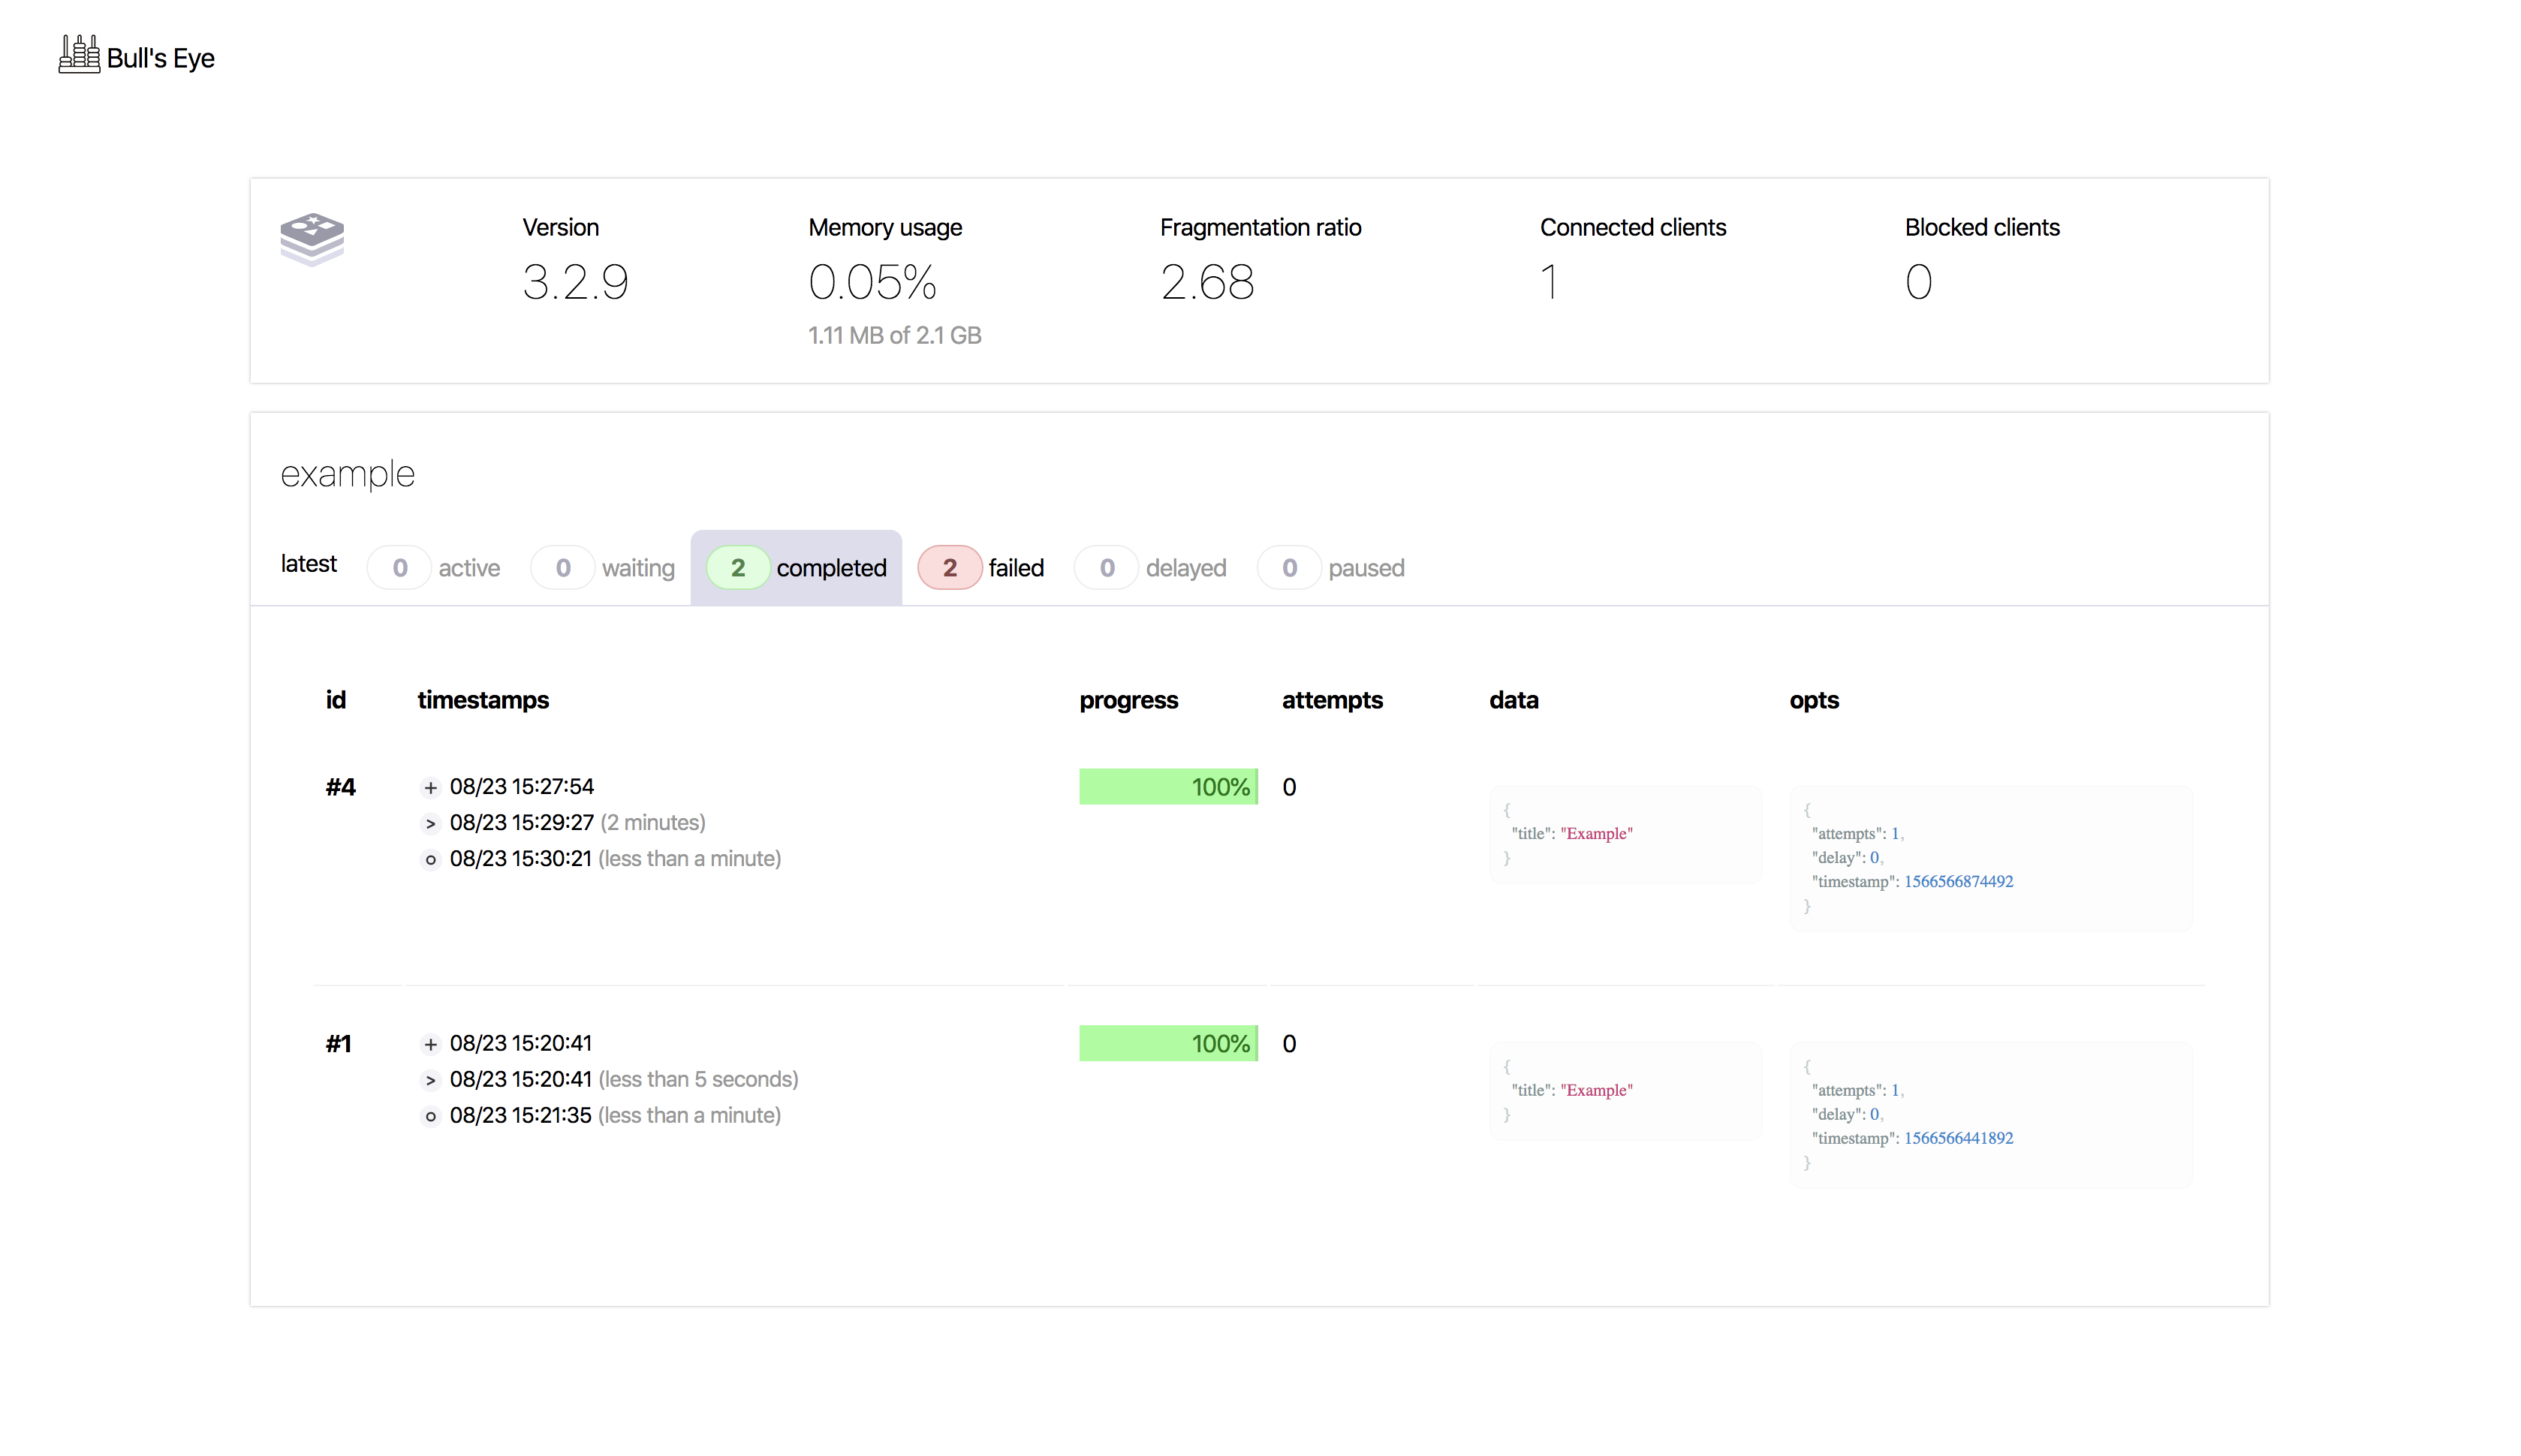 Bull's Eye
Version Memory usage Fragmentation ratio Connected clients Blocked clients
3.2.9 0.05% 2.68 1 0
1.11 MB of 2.1 GB
example
latest 0 active 0 waiting 2 completed 2 failed 0 delayed 0 paused
id timestamps progress attempts data opts
#4 + 08/23 15:27:54 100% 0
> 08/23 15:29:27 (2 minutes)
o 08/23 15:30:21 (less than a minute)
{
"title": "Example"
}
{
"attempts": 1,
"delay": 0,
"timestamp": 1566566874492
}
#1 + 08/23 15:20:41 100% 0
> 08/23 15:20:41 (less than 5 seconds)
o 08/23 15:21:35 (less than a minute)
{
"title": "Example"
}
{
"attempts": 1,
"delay": 0,
"timestamp": 1566566441892
}